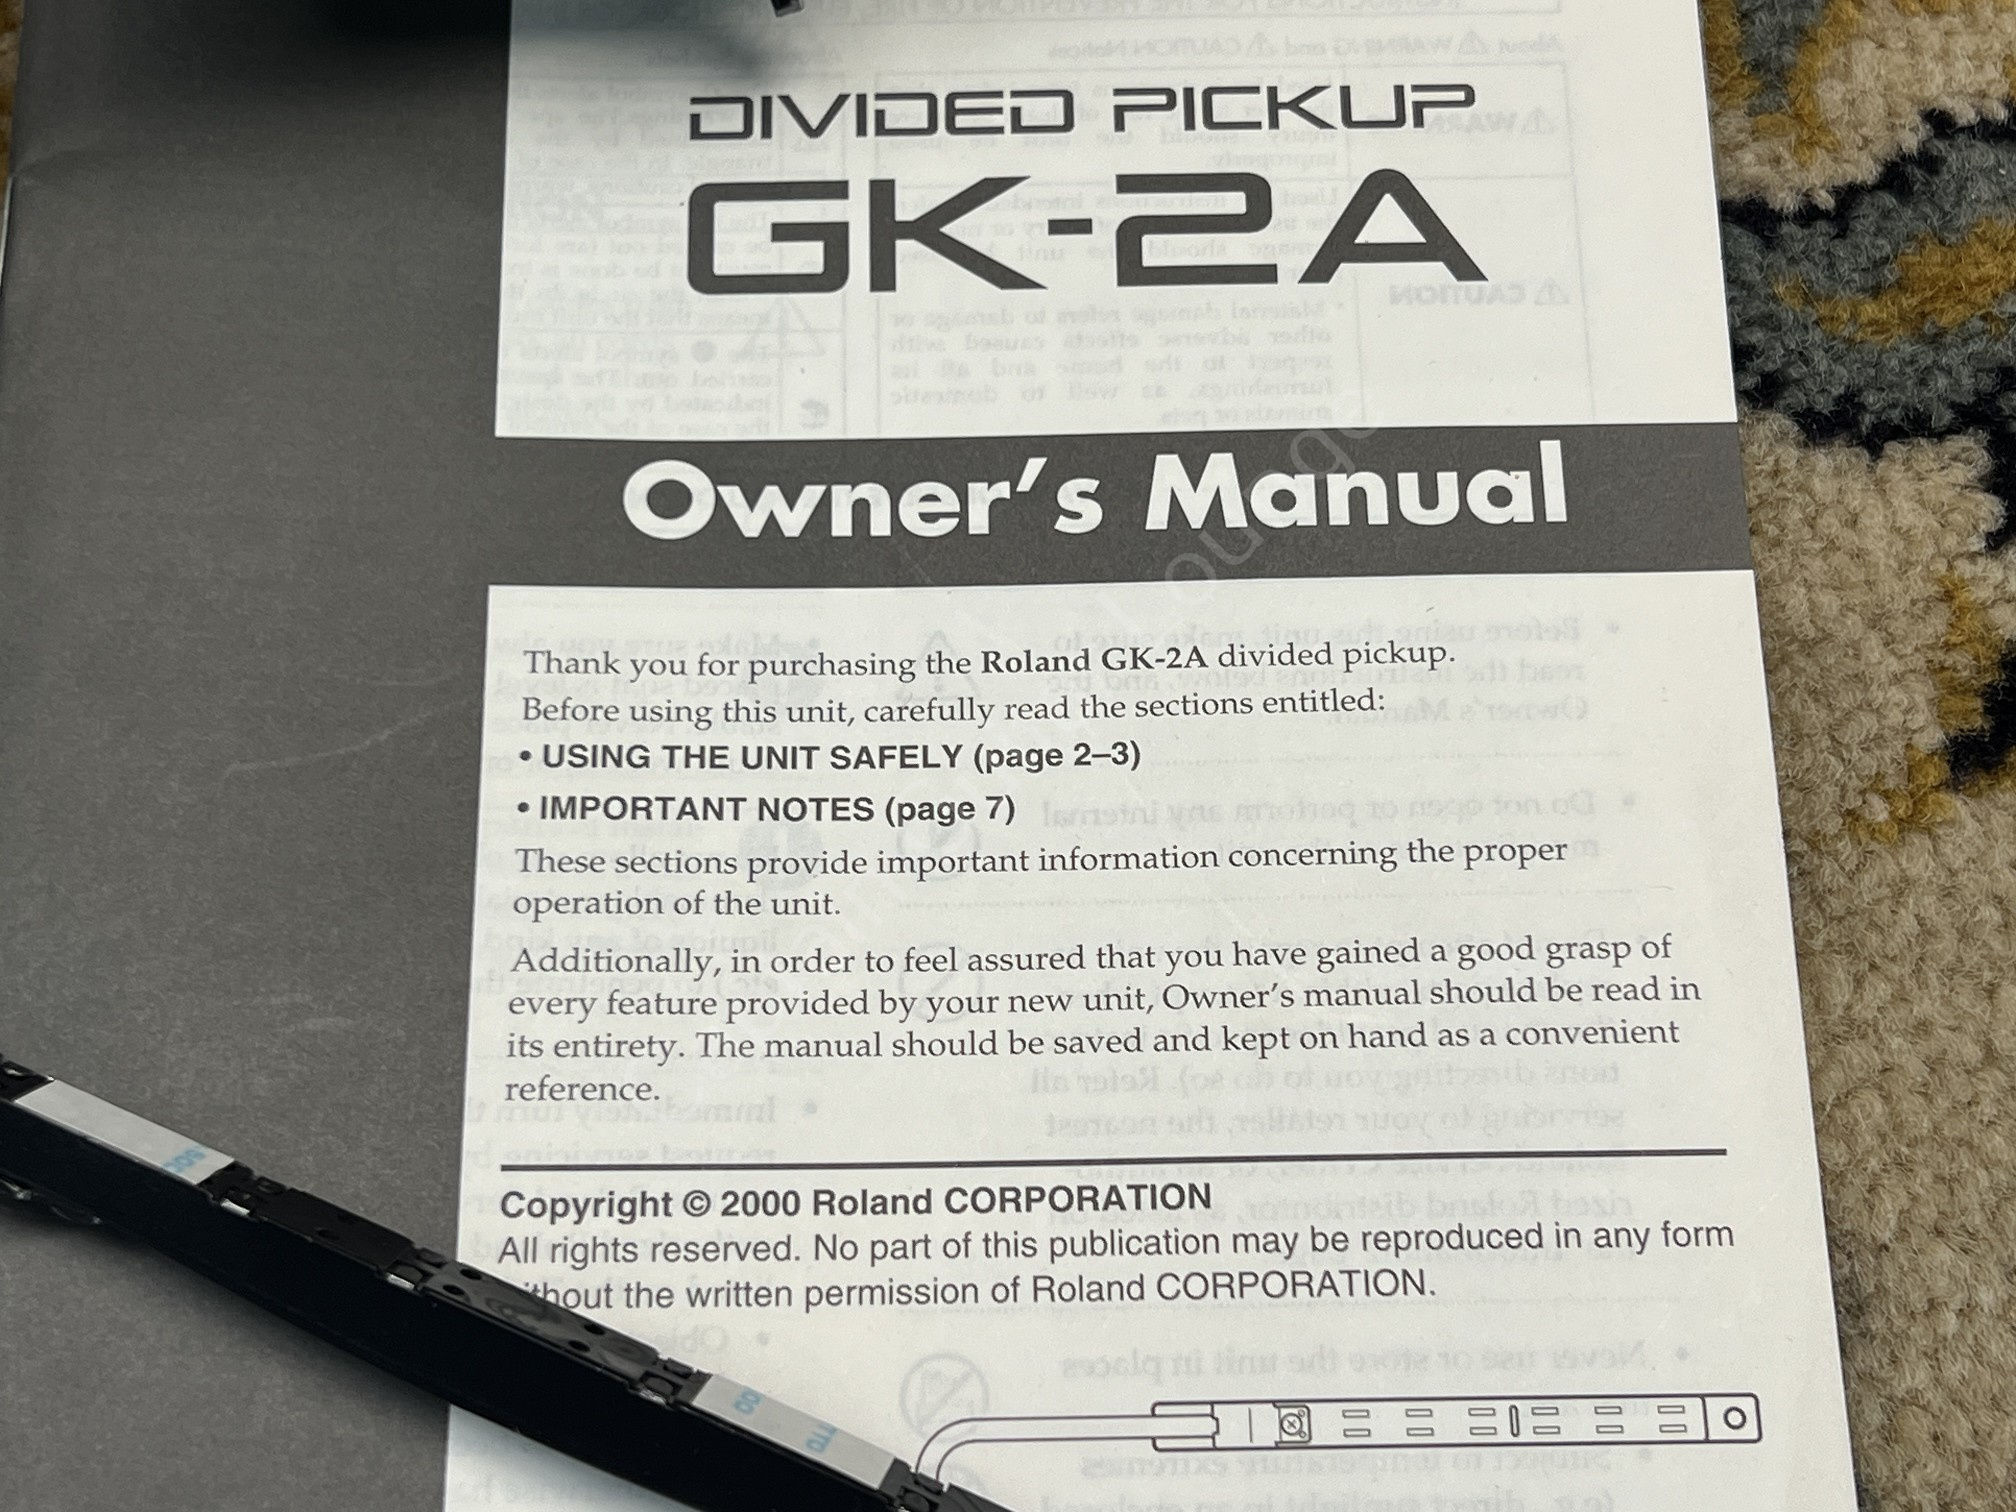 DIVIDED PICKUP
GK-2A
Owner's Manual
Thank you for purchasing the Roland GK-2A divided pickup.
Before using this unit, carefully read the sections entitled:
• USING THE UNIT SAFELY (page 2–3)
• IMPORTANT NOTES (page 7)
These sections provide important information concerning the proper
operation of the unit.
Additionally, in order to feel assured that you have gained a good grasp of
every feature provided by your new unit, Owner's manual should be read in
its entirety. The manual should be saved and kept on hand as a convenient
reference.
Copyright © 2000 Roland CORPORATION
All rights reserved. No part of this publication may be reproduced in any form
the written permission of Roland CORPORATION.